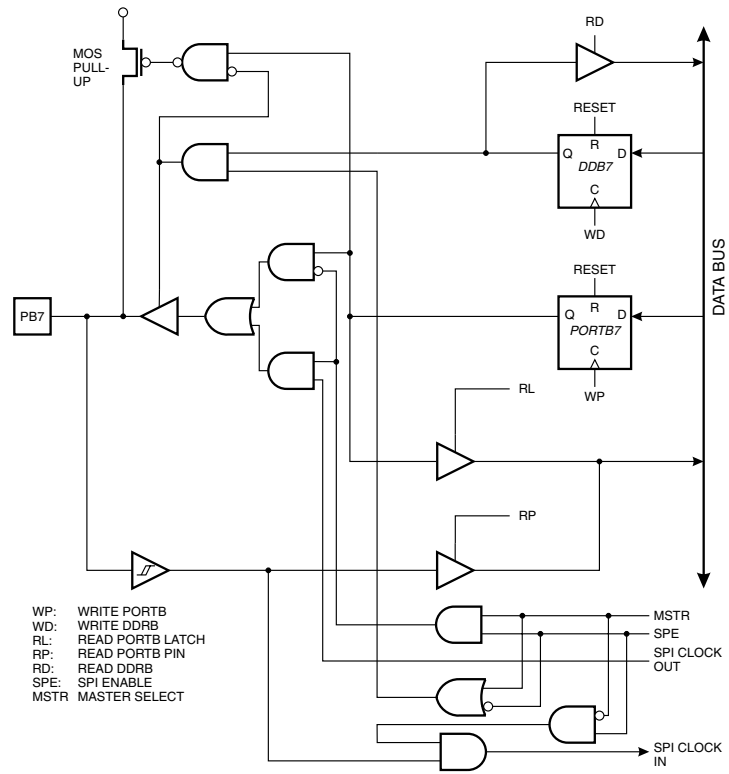 RD
MOS
PULL-
UP
RESET
R
Q
D
DDB7
C
WD
DATA BUS
RESET
R
PB7
Q
D
PORTB7
C
WP
RL
RP
WP: WRITE PORTB
WD: WRITE DDRB
RL: READ PORTB LATCH
RP: READ PORTB PIN
RD: READ DDRB
SPE: SPI ENABLE
MSTR MASTER SELECT
MSTR
SPE
SPI CLOCK
OUT
SPI CLOCK
IN